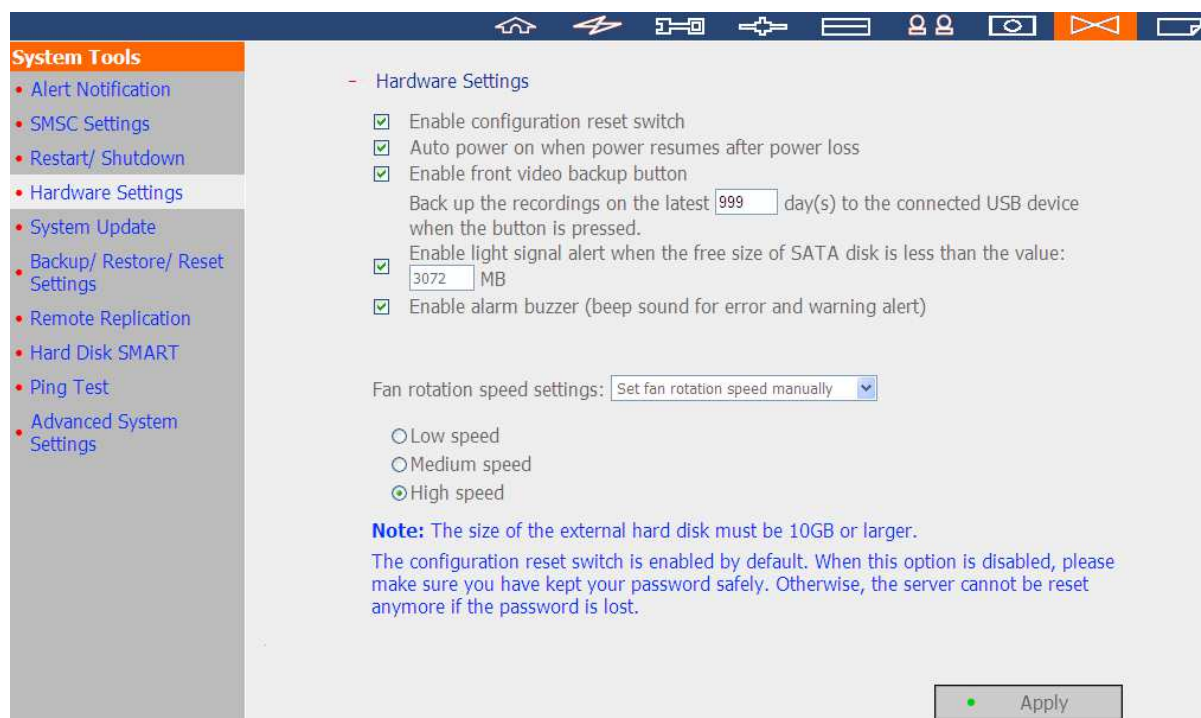 System Tools
Alert Notification
SMSC Settings
Restart/ Shutdown
Hardware Settings
System Update
Backup/ Restore/ Reset
Settings
Remote Replication
Hard Disk SMART
Ping Test
Advanced System
Settings
- Hardware Settings
Enable configuration reset switch
Auto power on when power resumes after power loss
Enable front video backup button
Back up the recordings on the latest 999 day(s) to the connected USB device
when the button is pressed.
Enable light signal alert when the free size of SATA disk is less than the value:
3072 MB
Enable alarm buzzer (beep sound for error and warning alert)
Fan rotation speed settings: Set fan rotation speed manually
Low speed
Medium speed
High speed
Note: The size of the external hard disk must be 10GB or larger.
The configuration reset switch is enabled by default. When this option is disabled, please
make sure you have kept your password safely. Otherwise, the server cannot be reset
anymore if the password is lost.
Apply